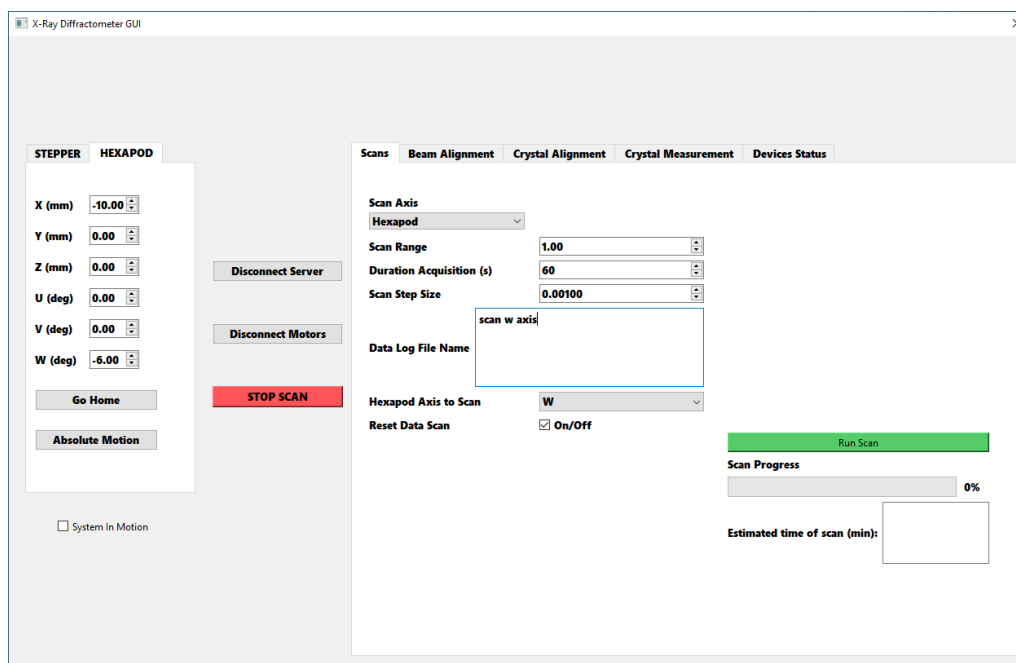 X-Ray Diffractometer GUI
STEPPER HEXAPOD
X (mm) -10.00
Y (mm) 0.00
Z (mm) 0.00
U (deg) 0.00
V (deg) 0.00
W (deg) -6.00
Go Home
Absolute Motion
System In Motion
Disconnect Server
Disconnect Motors
STOP SCAN
Scans Beam Alignment Crystal Alignment Crystal Measurement Devices Status
Scan Axis
Hexapod
Scan Range 1.00
Duration Acquisition (s) 60
Scan Step Size 0.00100
Data Log File Name scan w axis
Hexapod Axis to Scan W
Reset Data Scan On/Off
Run Scan
Scan Progress
0%
Estimated time of scan (min):